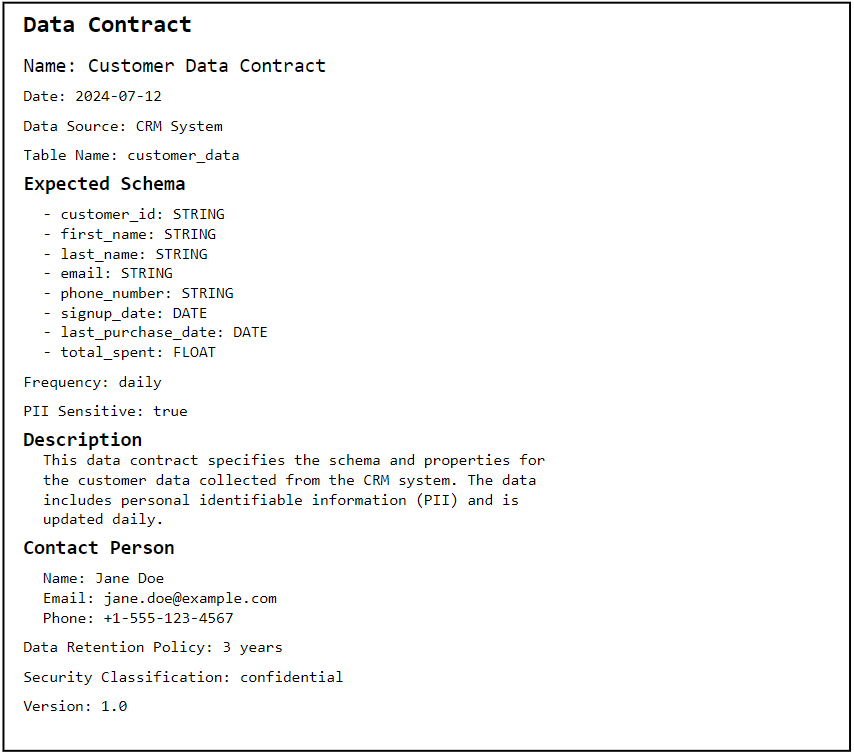 Data Contract
Name: Customer Data Contract
Date: 2024-07-12
Data Source: CRM System
Table Name: customer_data
Expected Schema
- customer_id: STRING
- first_name: STRING
- last_name: STRING
- email: STRING
- phone_number: STRING
- signup_date: DATE
- last_purchase_date: DATE
- total_spent: FLOAT
Frequency: daily
PII Sensitive: true
Description
This data contract specifies the schema and properties for
the customer data collected from the CRM system. The data
includes personal identifiable information (PII) and is
updated daily.
Contact Person
Name: Jane Doe
Email: jane.doe@example.com
Phone: +1-555-123-4567
Data Retention Policy: 3 years
Security Classification: confidential
Version: 1.0